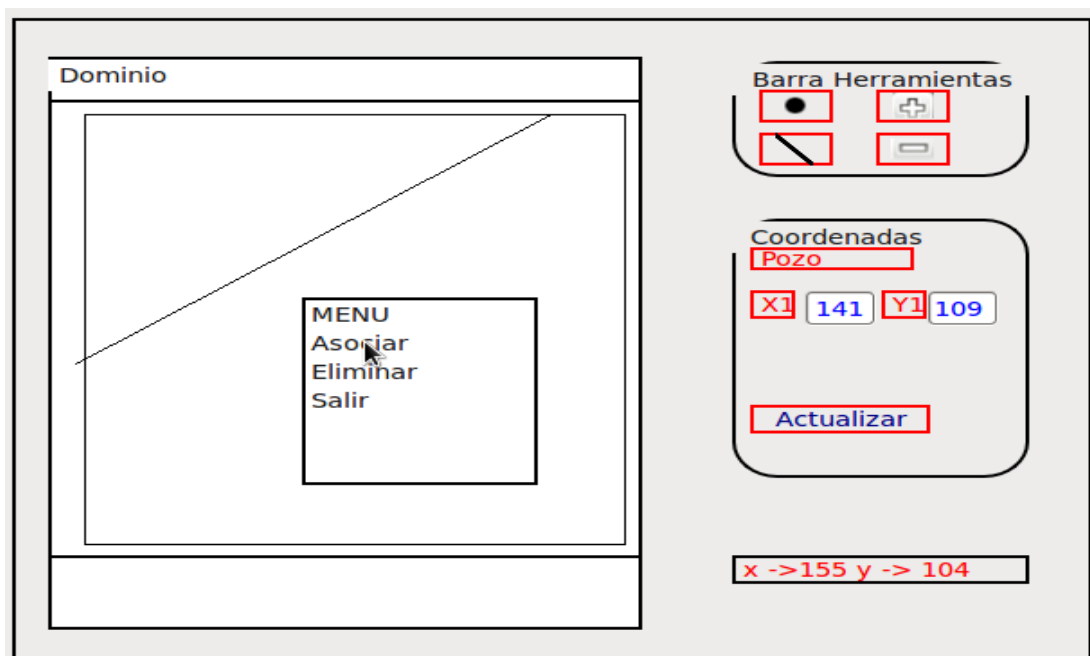 Dominio
MENU
Asociar
Eliminar
Salir
Barra Herramientas
Coordenadas
Pozo
X1 141 Y1 109
Actualizar
x ->155 y -> 104